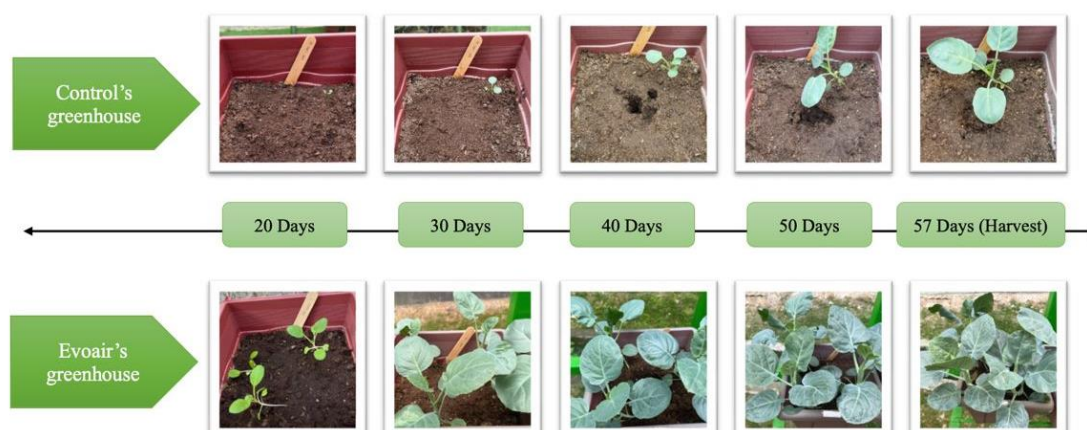 Control's
greenhouse
20 Days
30 Days
40 Days
50 Days
57 Days (Harvest)
Evoair's
greenhouse